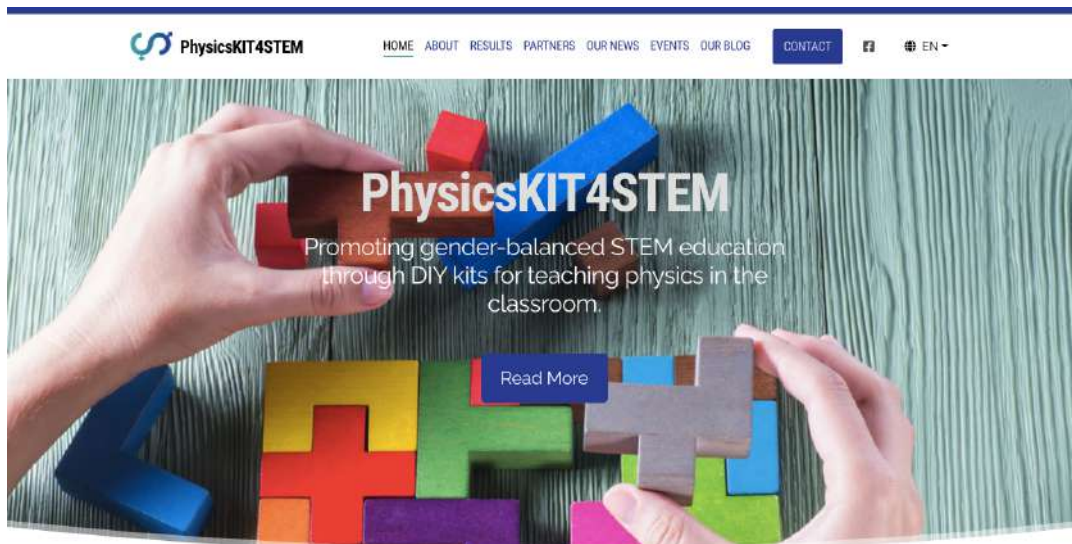 PhysicsKIT4STEM
HOME ABOUT RESULTS PARTNERS OUR NEWS EVENTS OUR BLOG CONTACT EN
PhysicsKIT4STEM
Promoting gender-balanced STEM education
through DIY kits for teaching physics in the
classroom.
Read More